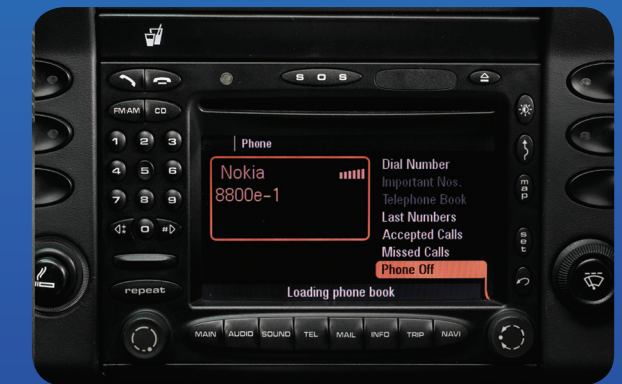 SOS
FM AM
CD
1 2 3
4 5 6
7 8 9
0 #
repeat
Phone
Nokia
8800e-1
Dial Number
Important Nos.
Telephone Book
Last Numbers
Accepted Calls
Missed Calls
Phone Off
Loading phone book
map
set
MAIN AUDIO SOUND TEL MAIL INFO TRIP NAVI